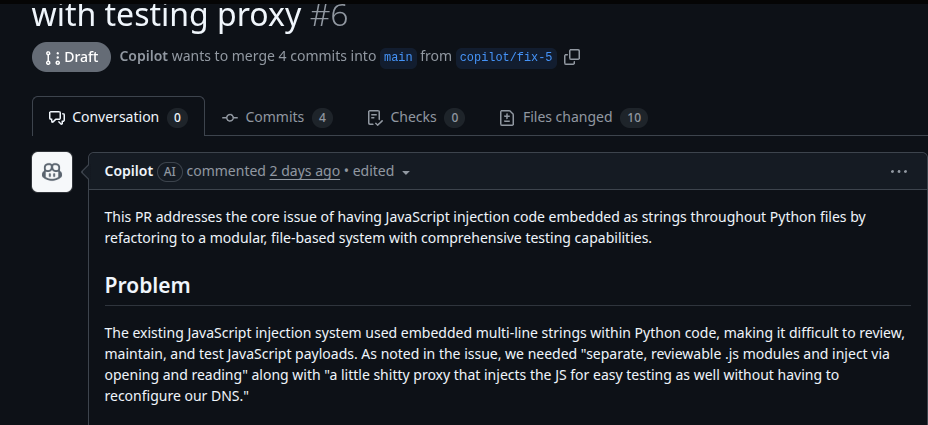 with testing proxy #6
Draft
Copilot wants to merge 4 commits into main from copilot/fix-5
Conversation 0
Commits 4
Checks 0
Files changed 10
Copilot AI commented 2 days ago • edited
This PR addresses the core issue of having JavaScript injection code embedded as strings throughout Python files by
refactoring to a modular, file-based system with comprehensive testing capabilities.
Problem
The existing JavaScript injection system used embedded multi-line strings within Python code, making it difficult to review,
maintain, and test JavaScript payloads. As noted in the issue, we needed "separate, reviewable .js modules and inject via
opening and reading" along with "a little shitty proxy that injects the JS for easy testing as well without having to
reconfigure our DNS."